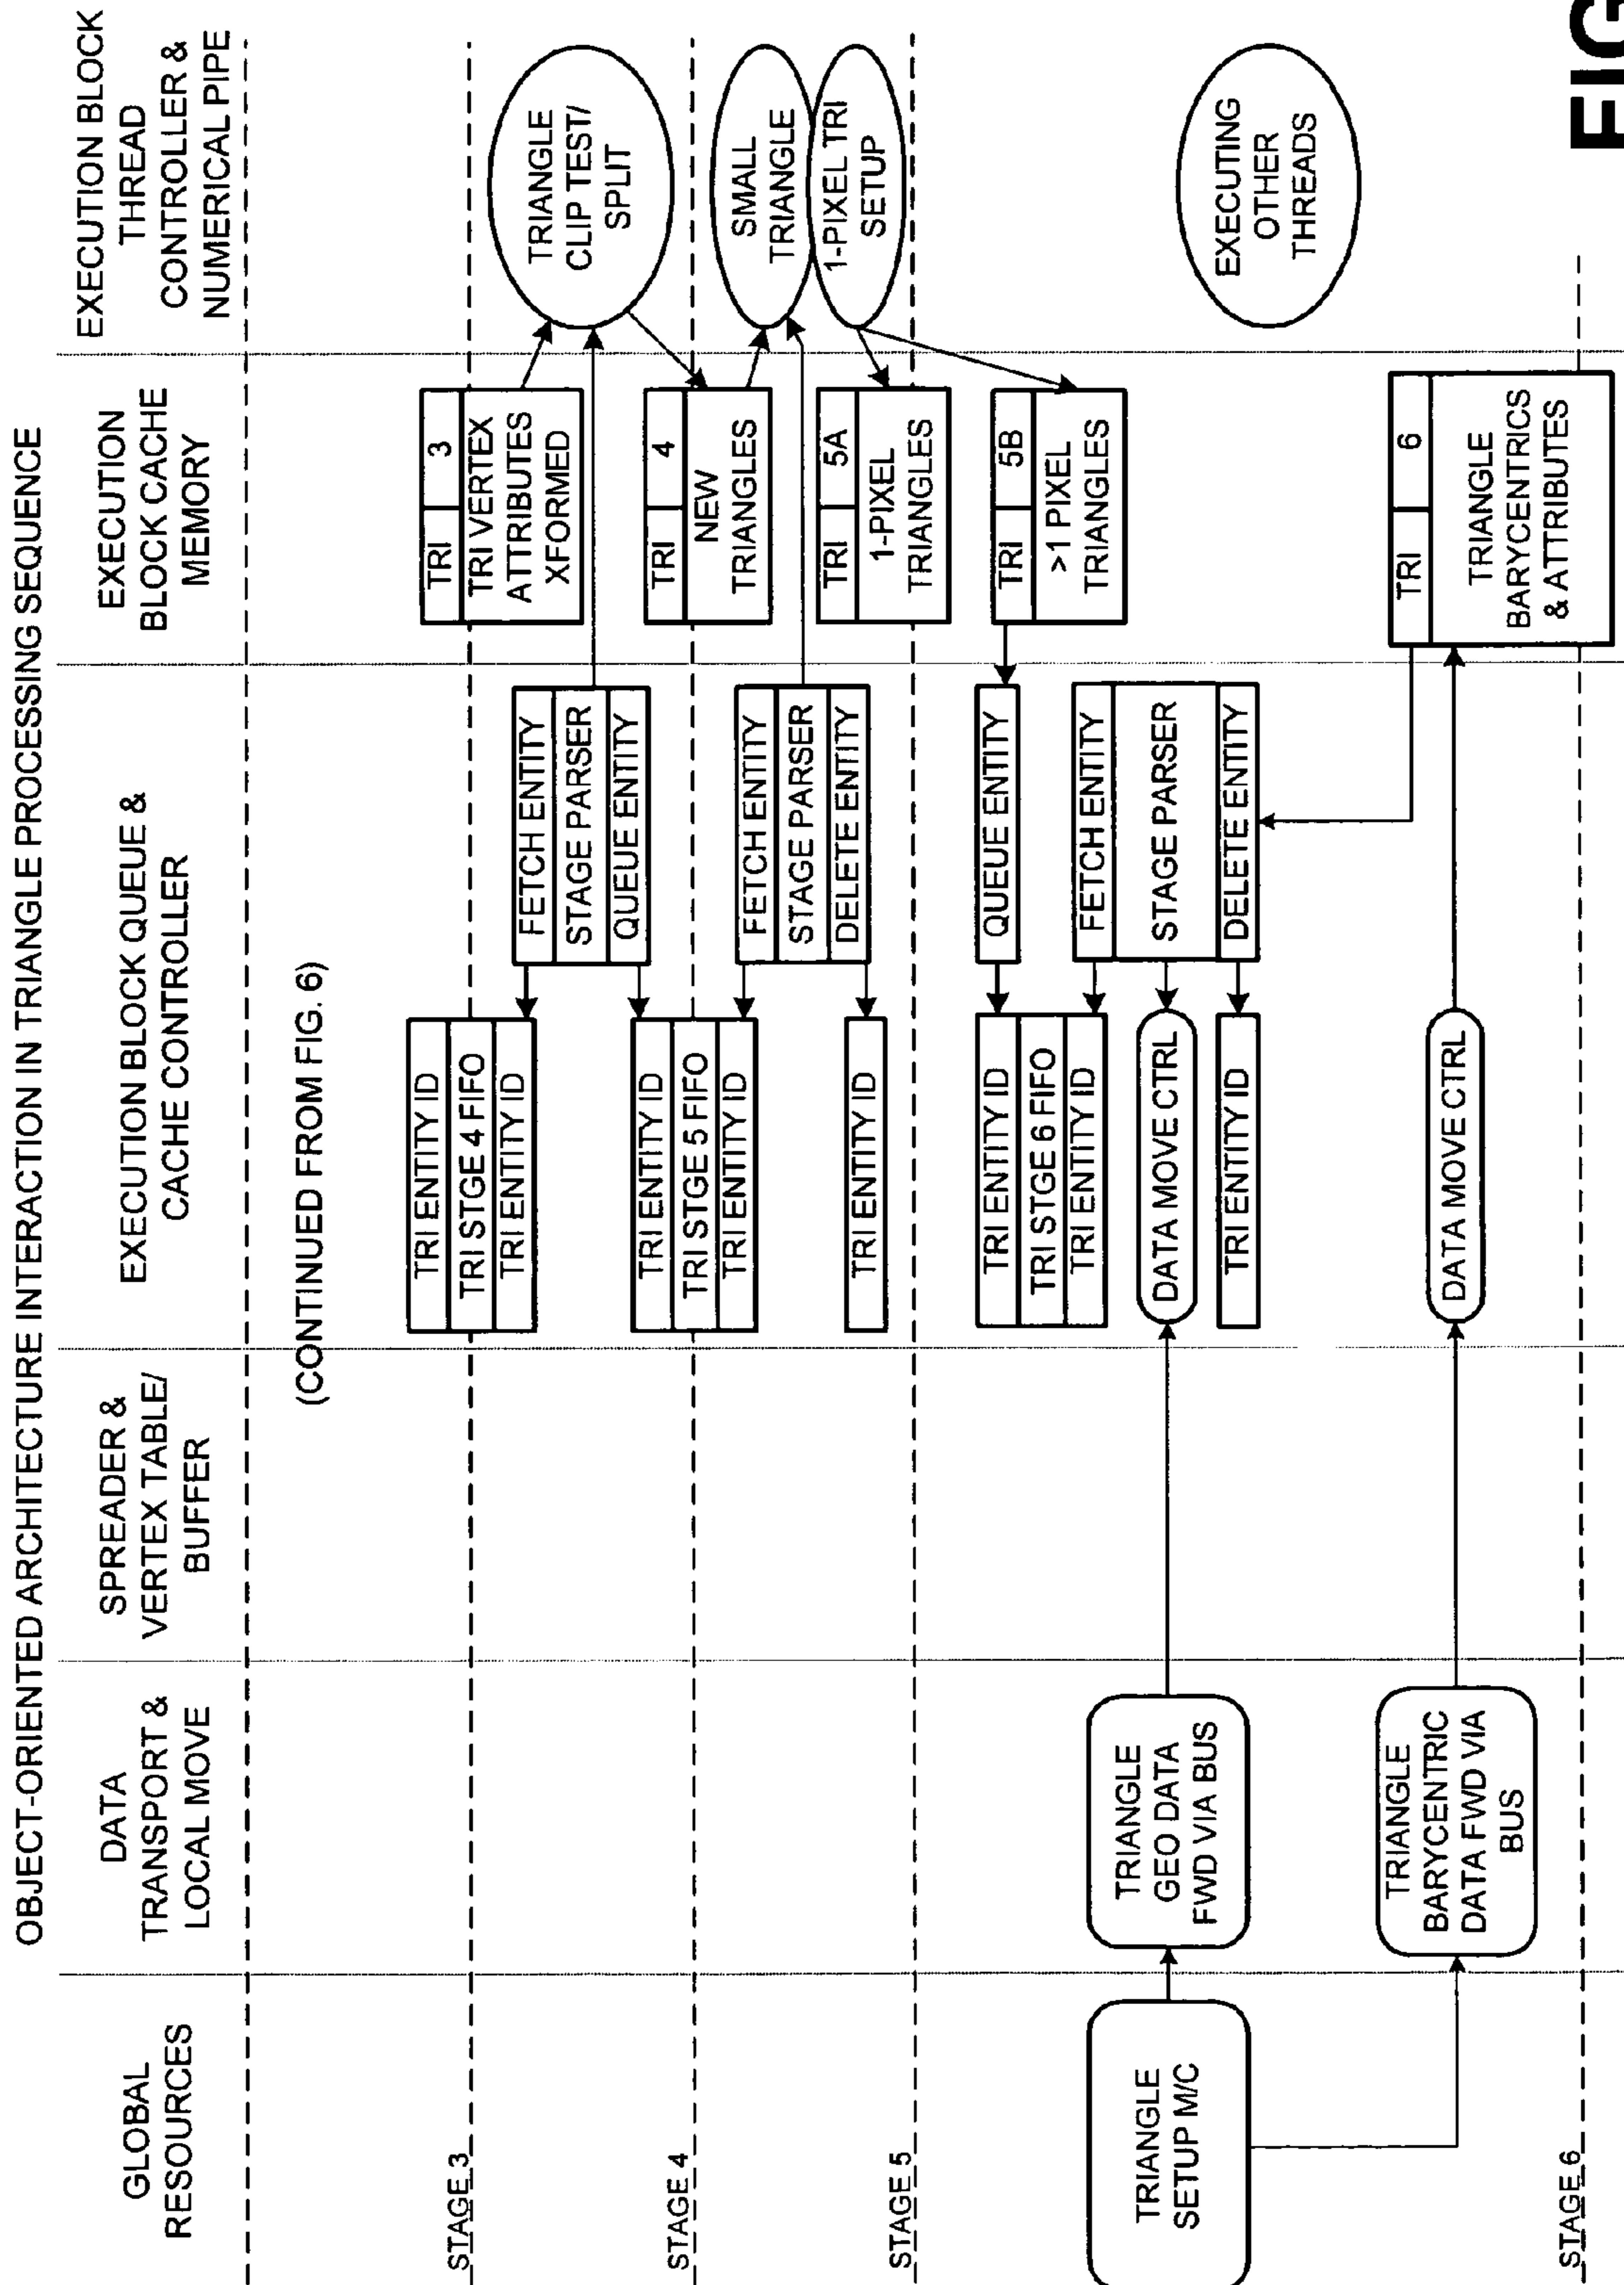 OBJECT-ORIENTED ARCHITECTURE INTERACTION IN TRIANGLE PROCESSING SEQUENCE
GLOBAL
RESOURCES
DATA
TRANSPORT &
LOCAL MOVE
SPREADER &
VERTEX TABLE/
BUFFER
EXECUTION BLOCK QUEUE &
CACHE CONTROLLER
EXECUTION
BLOCK CACHE
MEMORY
EXECUTION BLOCK
THREAD
CONTROLLER &
NUMERICAL PIPE
(CONTINUED FROM FIG. 6)
STAGE 3
TRI ENTITY ID
TRI STGE 4 FIFO
TRI ENTITY ID
FETCH ENTITY
STAGE PARSER
QUEUE ENTITY
TRI
3
TRI VERTEX
ATTRIBUTES
XFORMED
TRIANGLE
CLIP TEST/
SPLIT
STAGE 4
TRI ENTITY ID
TRI STGE 5 FIFO
TRI ENTITY ID
FETCH ENTITY
STAGE PARSER
DELETE ENTITY
TRI ENTITY ID
TRI
4
NEW
TRIANGLES
SMALL
TRIANGLE
1-PIXEL TRI
SETUP
TRI
5A
1-PIXEL
TRIANGLES
STAGE 5
TRI ENTITY ID
TRI STGE 6 FIFO
TRI ENTITY ID
QUEUE ENTITY
TRI
5B
>1 PIXEL
TRIANGLES
TRIANGLE
SETUP M/C
TRIANGLE
GEO DATA
FWD VIA BUS
DATA MOVE CTRL
TRI ENTITY ID
FETCH ENTITY
STAGE PARSER
DELETE ENTITY
EXECUTING
OTHER
THREADS
TRIANGLE
BARYCENTRIC
DATA FWD VIA
BUS
DATA MOVE CTRL
TRI
6
TRIANGLE
BARYCENTRICS
& ATTRIBUTES
STAGE 6
FIG